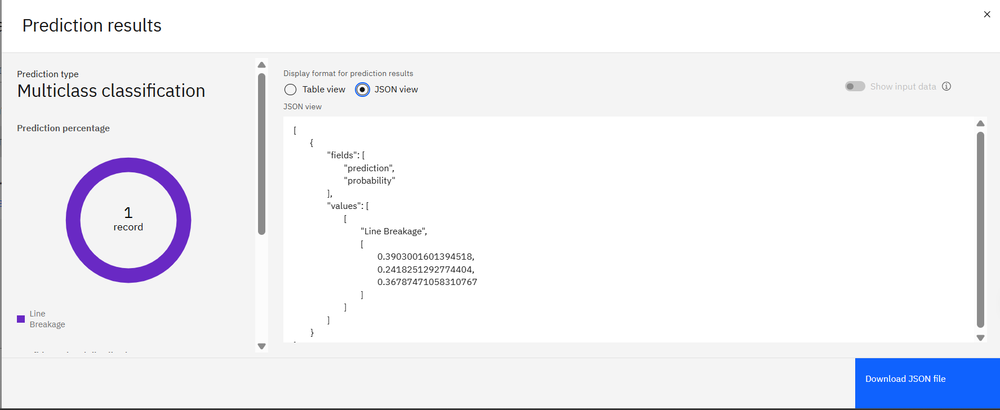 Prediction results
Prediction type
Multiclass classification
Prediction percentage
1
record
Line
Breakage
Display format for prediction results
Table view
JSON view
Show input data
JSON view
[
{
"fields": [
"prediction",
"probability"
],
"values": [
[
"Line Breakage",
[
0.3903001601394518,
0.2418251292774404,
0.36787471058310767
]
]
]
}
Download JSON file